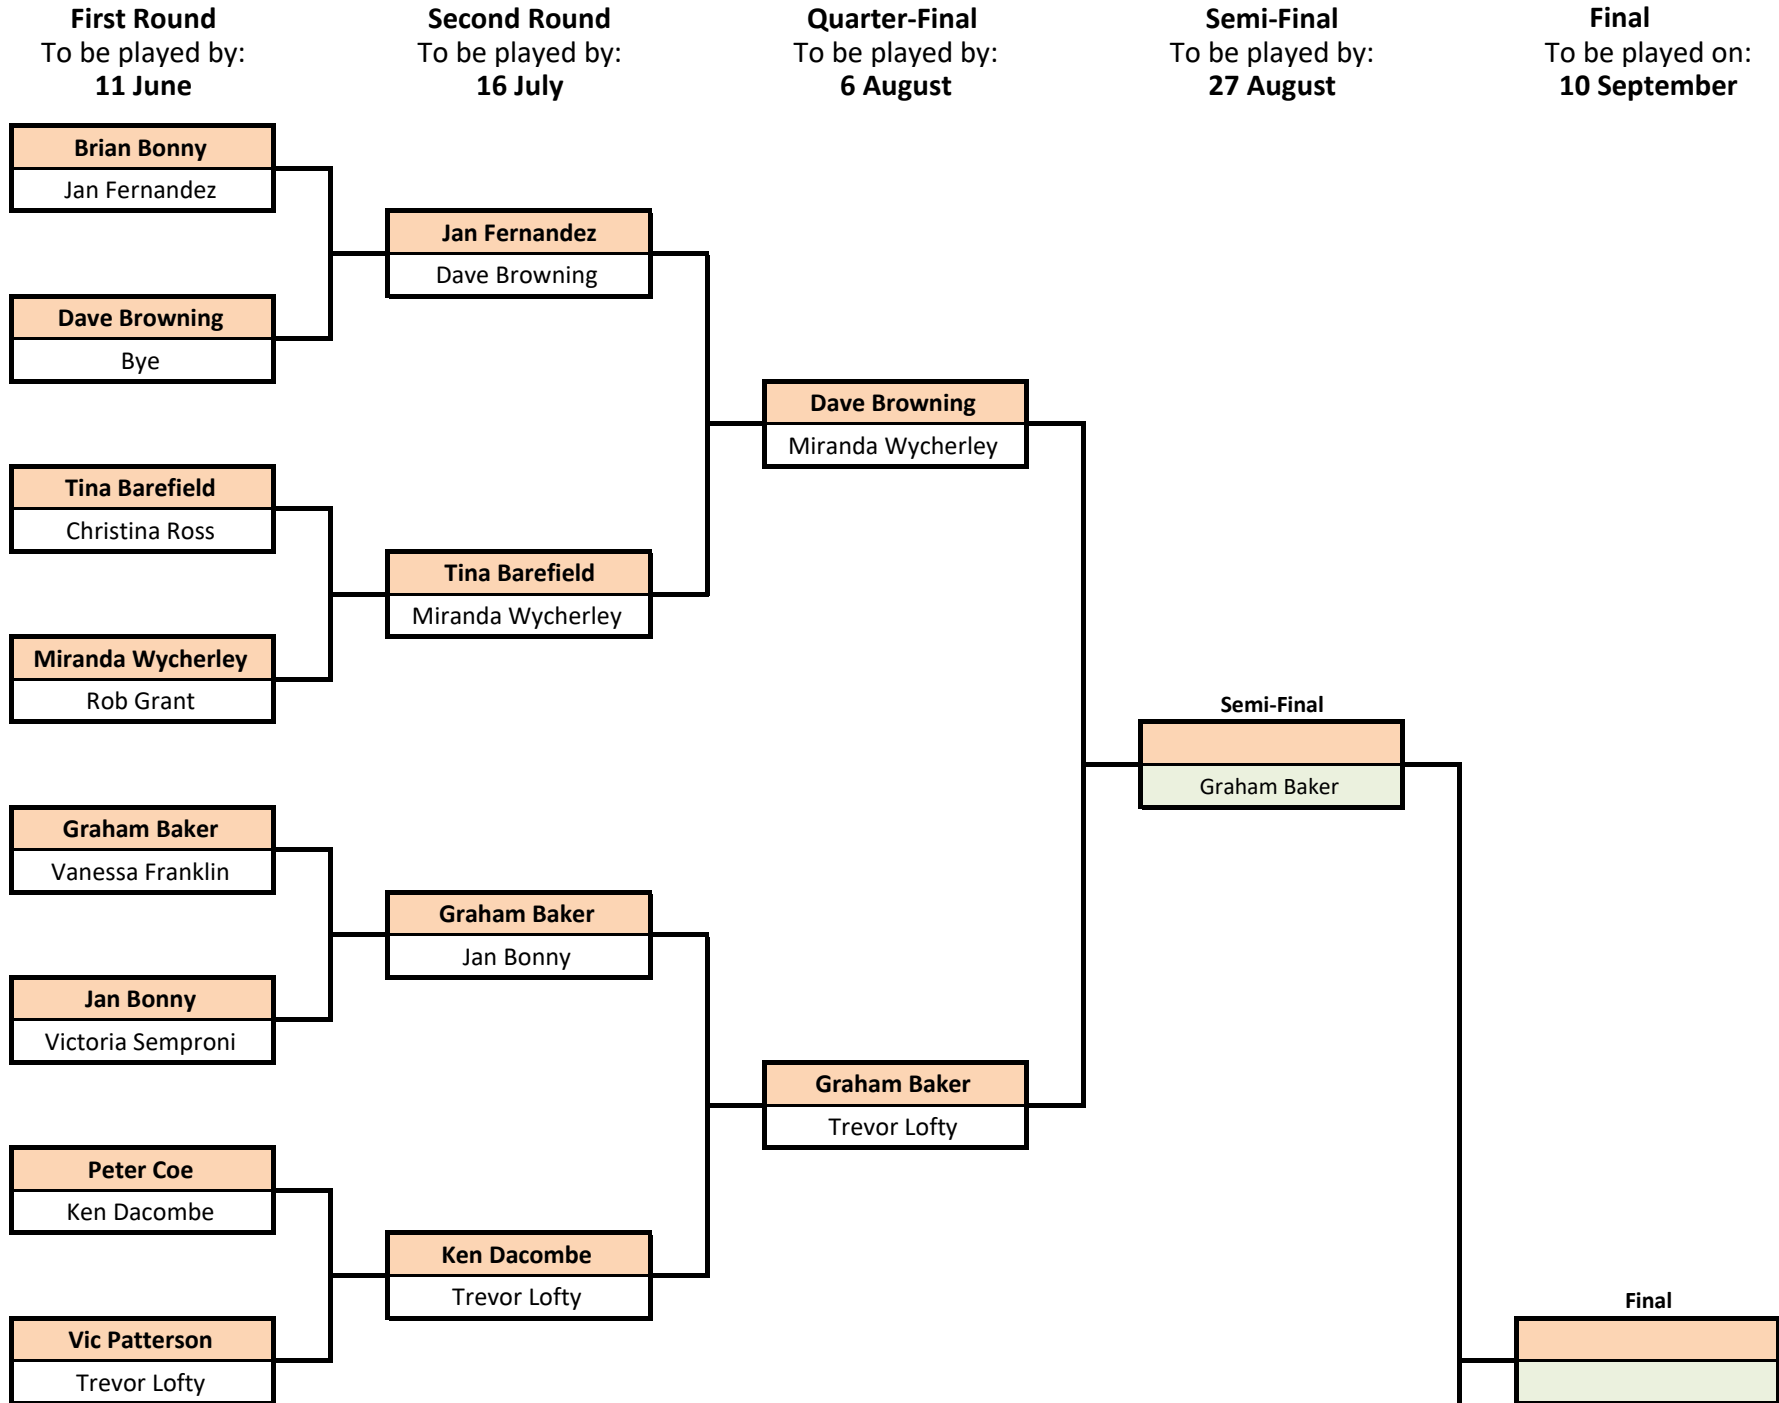 First Round
To be played by:
11 June
Second Round
To be played by:
16 July
Quarter-Final
To be played by:
6 August
Semi-Final
To be played by:
27 August
Final
To be played on:
10 September
Brian Bonny
Jan Fernandez
Dave Browning
Bye
Tina Barefield
Christina Ross
Miranda Wycherley
Rob Grant
Graham Baker
Vanessa Franklin
Jan Bonny
Victoria Semproni
Peter Coe
Ken Dacombe
Vic Patterson
Trevor Lofty
Jan Fernandez
Dave Browning
Tina Barefield
Miranda Wycherley
Graham Baker
Jan Bonny
Ken Dacombe
Trevor Lofty
Dave Browning
Miranda Wycherley
Graham Baker
Trevor Lofty
Semi-Final
Graham Baker
Final